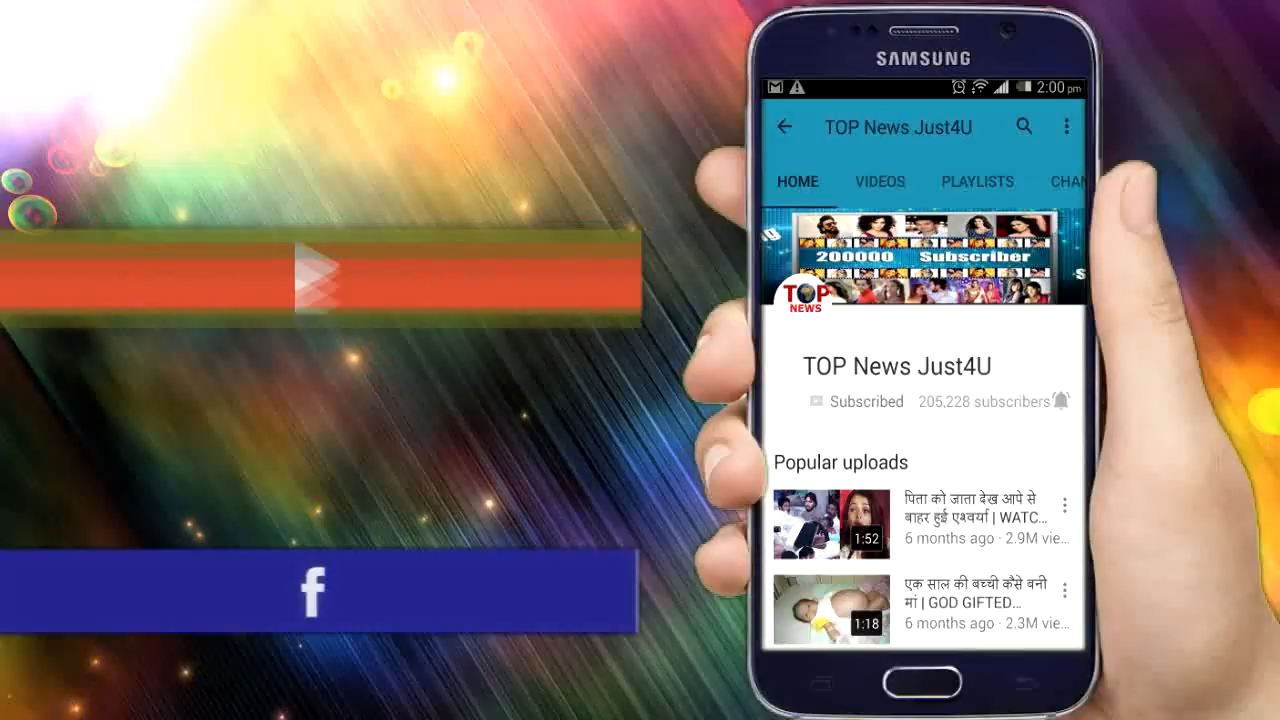 SAMSUNG
2:00 pm
TOP News Just4U
HOME VIDEOS PLAYLISTS CHAN
200000 Subscriber
TOP
NEWS
TOP News Just4U
Subscribed 205,228 subscribers
Popular uploads
पिता को जाता देख आपे से
बाहर हुई एश्वर्या | WATC...
1:52
6 months ago · 2.9M vie...
एक साल की बच्ची कैसे बनी
मां | GOD GIFTED...
1:18
6 months ago · 2.3M vie...
f